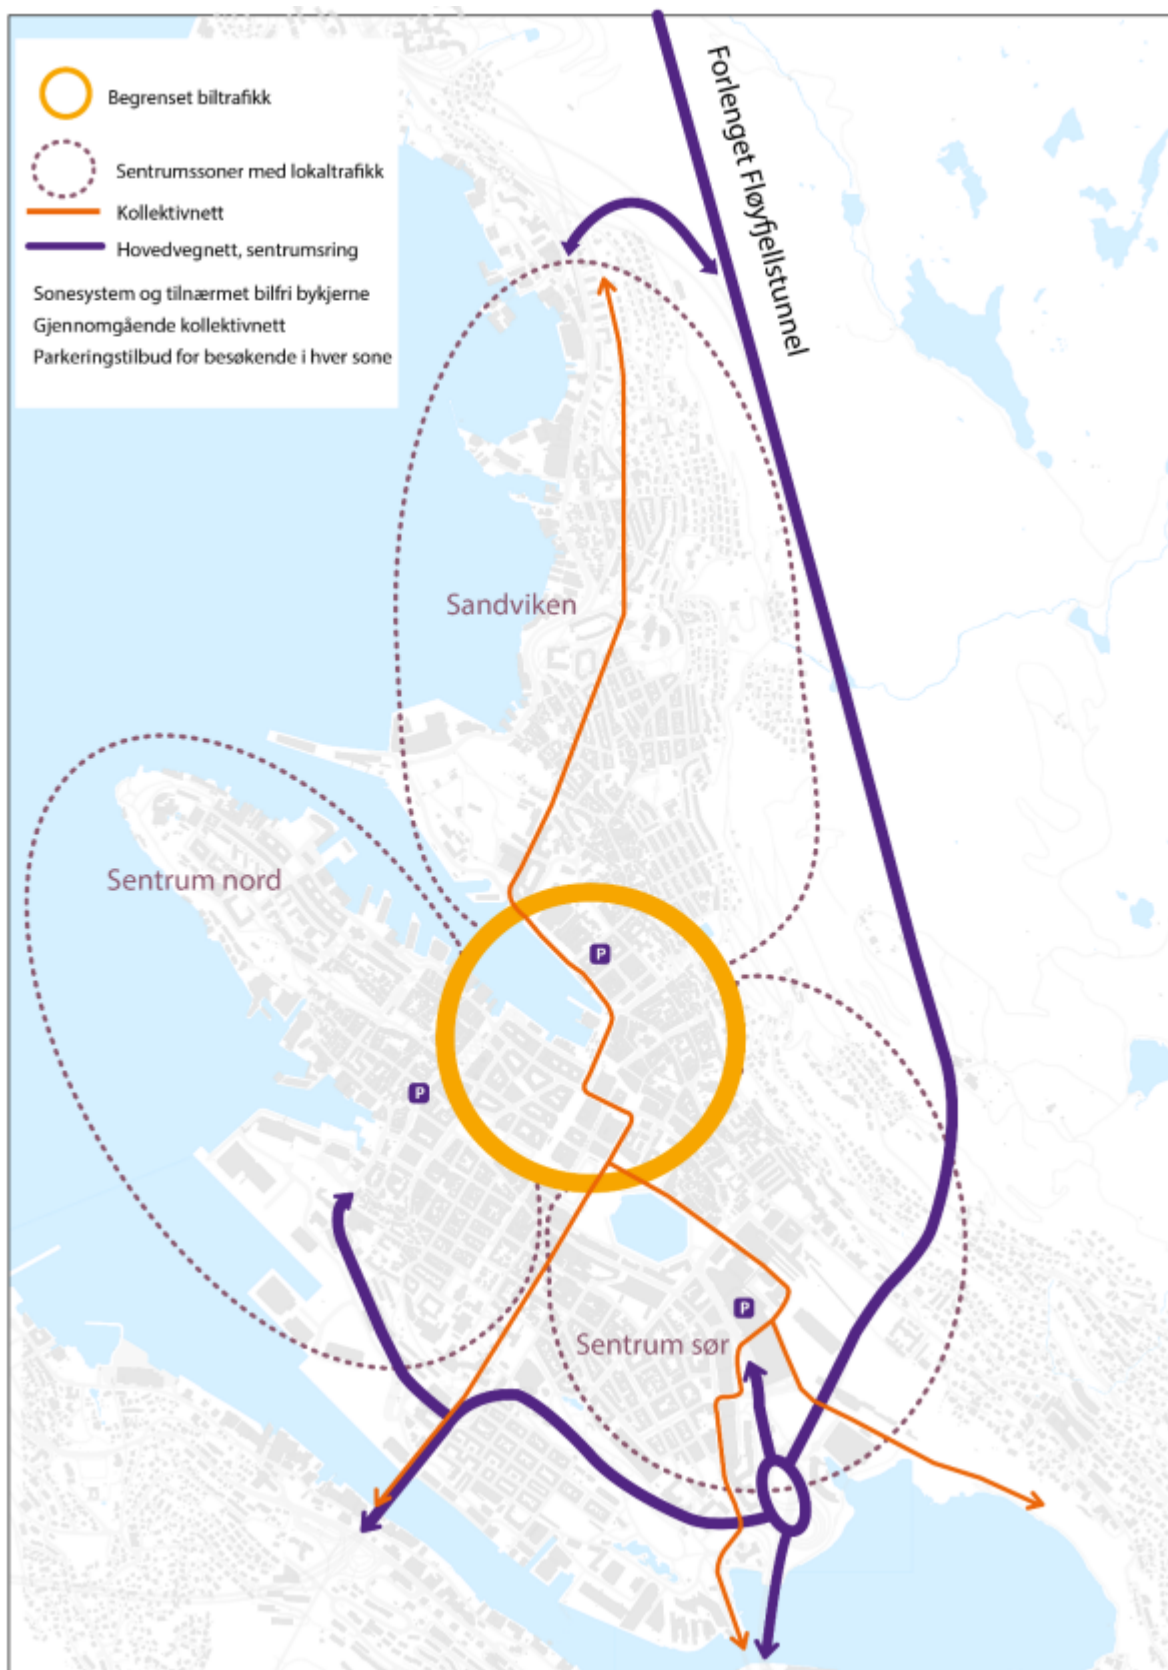 Begrenset biltrafikk
Sentrumssoner med lokaltrafikk
Kollektivnett
Hovedvegnett, sentrumsring
Sonesystem og tilnærmet bilfri bykjerne
Gjennomgående kollektivnett
Parkeringstilbud for besøkende i hver sone
Forlenget Fløyfjellstunnel
Sandviken
Sentrum nord
P
P
P
Sentrum sør